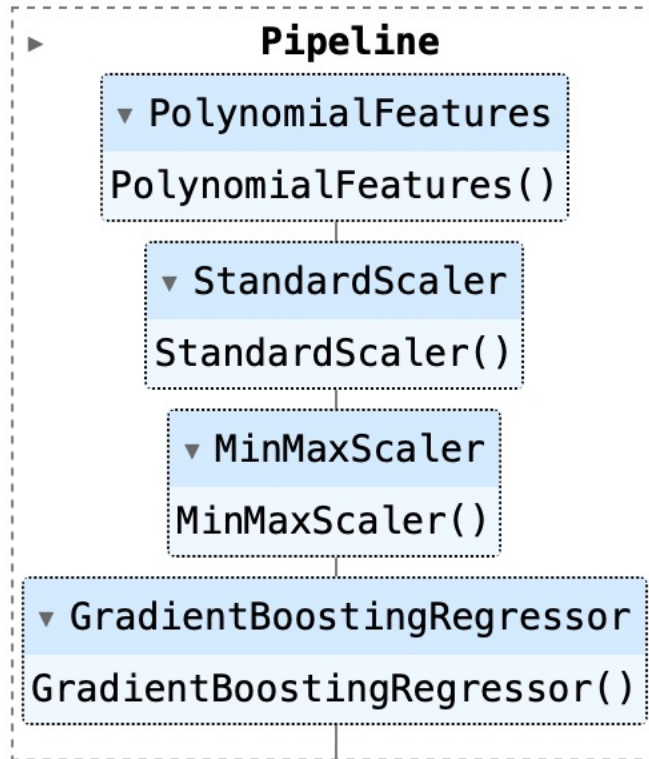 Pipeline
PolynomialFeatures
PolynomialFeatures()
StandardScaler
StandardScaler()
MinMaxScaler
MinMaxScaler()
GradientBoostingRegressor
GradientBoostingRegressor()